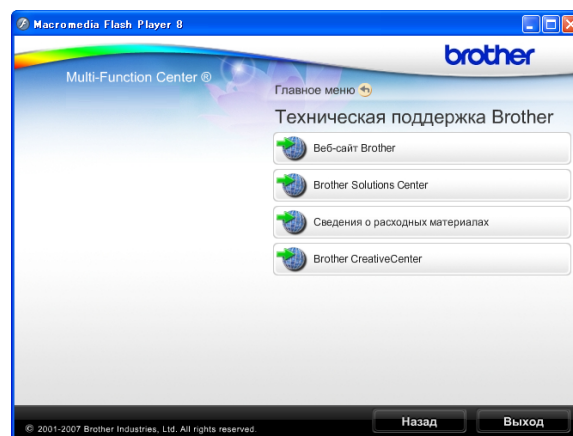 Macromedia Flash Player 8
brother
Multi-Function Center ®
Главное меню
Техническая поддержка Brother
Веб-сайт Brother
Brother Solutions Center
Сведения о расходных материалах
Brother CreativeCenter
Назад
Выход
© 2001-2007 Brother Industries, Ltd. All rights reserved.